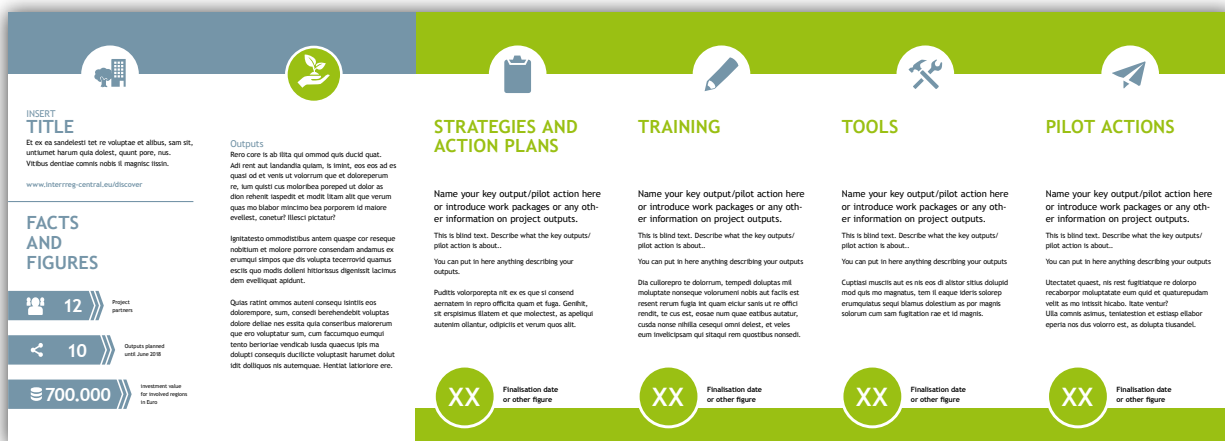 INSERT
TITLE
Et ex ea sandelesti tet re voluptae et alibus, sam sit,
untiumet harum quia dolest, quunt pore, nus.
Vitibus dentiae comnis nobis il magnisc tissin.
www.interrreg-central.eu/discover
FACTS
AND
FIGURES
12
Project
partners
10
Outputs planned
until June 2018
700.000
investment value
for involved regions
in Euro
Outputs
Rero core is ab ilita qui ommod quis ducid quat.
Adi rent aut landandia quiam, is imint, eos eos ad es
quasi od et venis ut volorrum que et doloreperum
re, ium quisti cus moloribea poreped ut dolor as
dion rehenit iaspedit et modit litam alit que verum
quas mo blabor mincimo bea porporem id maiore
evellest, conetur? Illesci pictatur?
Ignitatesto ommodistibus antem quaspe cor reseque
nobitium et molore porrore consendam andamus ex
erumqui simpos que dis volupta tecerrovid quamus
esciis quo modis dolleni hitiorissus digenissit lacimus
dem evelliquat apidunt.
Quias ratint ommos auteni consequ isintiis eos
dolorempore, sum, consedi berehendebit voluptas
dolore deliae nes essita quia conseribus maiorerum
que ero voluptatur sum, cum faccumquo eumqui
tento beroriae vendicab iusda quaecus ipis ma
dolupti consequis ducilicte voluptasit harumet dolut
idit dolliquos nis autemquae. Hentiat latioriore ere.
STRATEGIES AND
ACTION PLANS
Name your key output/pilot action here
or introduce work packages or any oth-
er information on project outputs.
This is blind text. Describe what the key outputs/
pilot action is about..
You can put in here anything describing your
outputs.
Puditis volorporepta nit ex es que si consend
aernatem in repro officita quam et fuga. Genihit,
sit erspisimus illatem et que molectest, as apeliqui
autenim ollantur, odipiciis et verum quos alit.
XX
Finalisation date
or other figure
TRAINING
Name your key output/pilot action here
or introduce work packages or any oth-
er information on project outputs.
This is blind text. Describe what the key outputs/
pilot action is about..
You can put in here anything describing your outputs
Dia cullorepro te dolorrum, tempedi doluptas mil
moluptate nonseque volorumeni nobis aut facilis est
resent rerum fugia int quam eiciur sanis ut re offici
rendit, te cus est, eosae num quae eatibus autatur,
cusda nonse nihilla cesequi omni delest, et veles
eum invelicipsam qui sitaqui rem quostibus nonsedi.
XX
Finalisation date
or other figure
TOOLS
Name your key output/pilot action here
or introduce work packages or any oth-
er information on project outputs.
This is blind text. Describe what the key outputs/
pilot action is about..
You can put in here anything describing your outputs
Cuptiasi musciis aut es nis eos di alistor sitius dolupid
mod quis mo magnatus, tem il eaque ideris solorep
erumquiatus sequi blamus dolestium as por magnis
solorum cum sam fugitation rae et id magnis.
XX
Finalisation date
or other figure
PILOT ACTIONS
Name your key output/pilot action here
or introduce work packages or any oth-
er information on project outputs.
This is blind text. Describe what the key outputs/
pilot action is about..
You can put in here anything describing your outputs
Utectatet quaest, nis rest fugitiatque re dolorpo
recaborpor moluptatate eum quid et quaturepudam
velit as mo intissit hicabo. Itate ventur?
Ulla comnis asimus, teniatestion et estiasp ellabor
eperia nos dus volorro est, as dolupta tiusandel.
XX
Finalisation date
or other figure